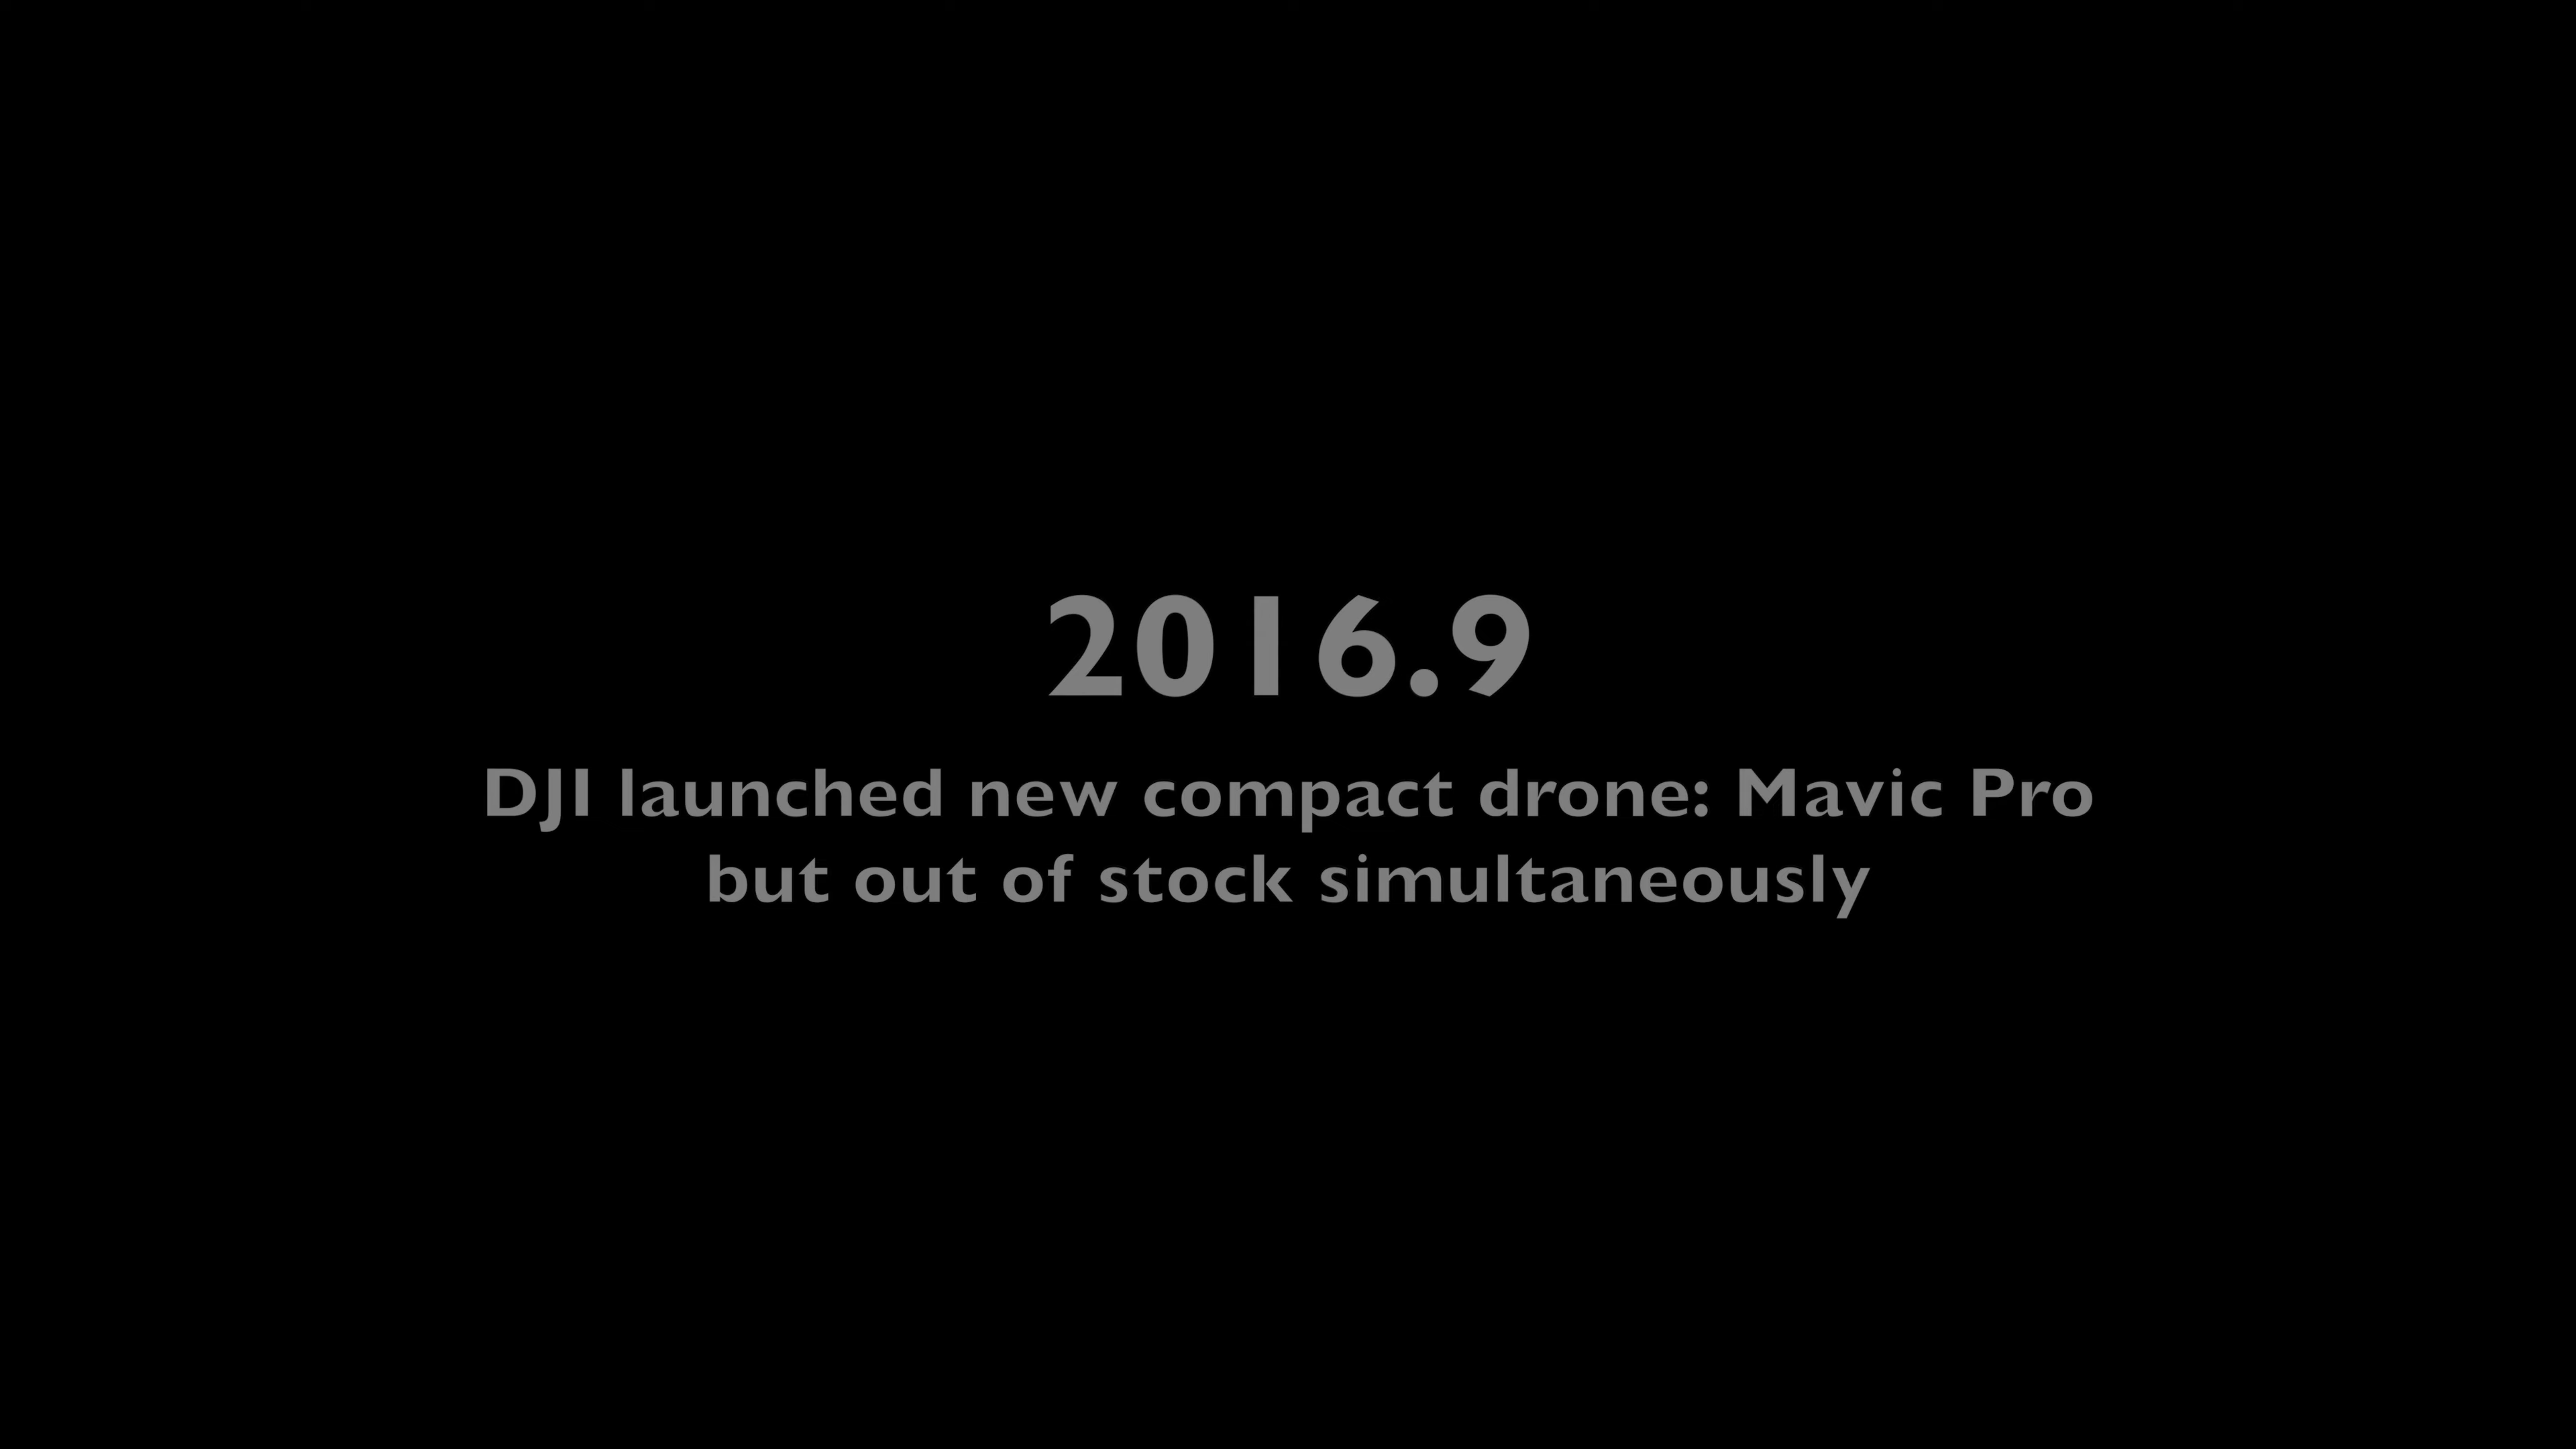 2016.9
DJI launched new compact drone: Mavic Pro
but out of stock simultaneously